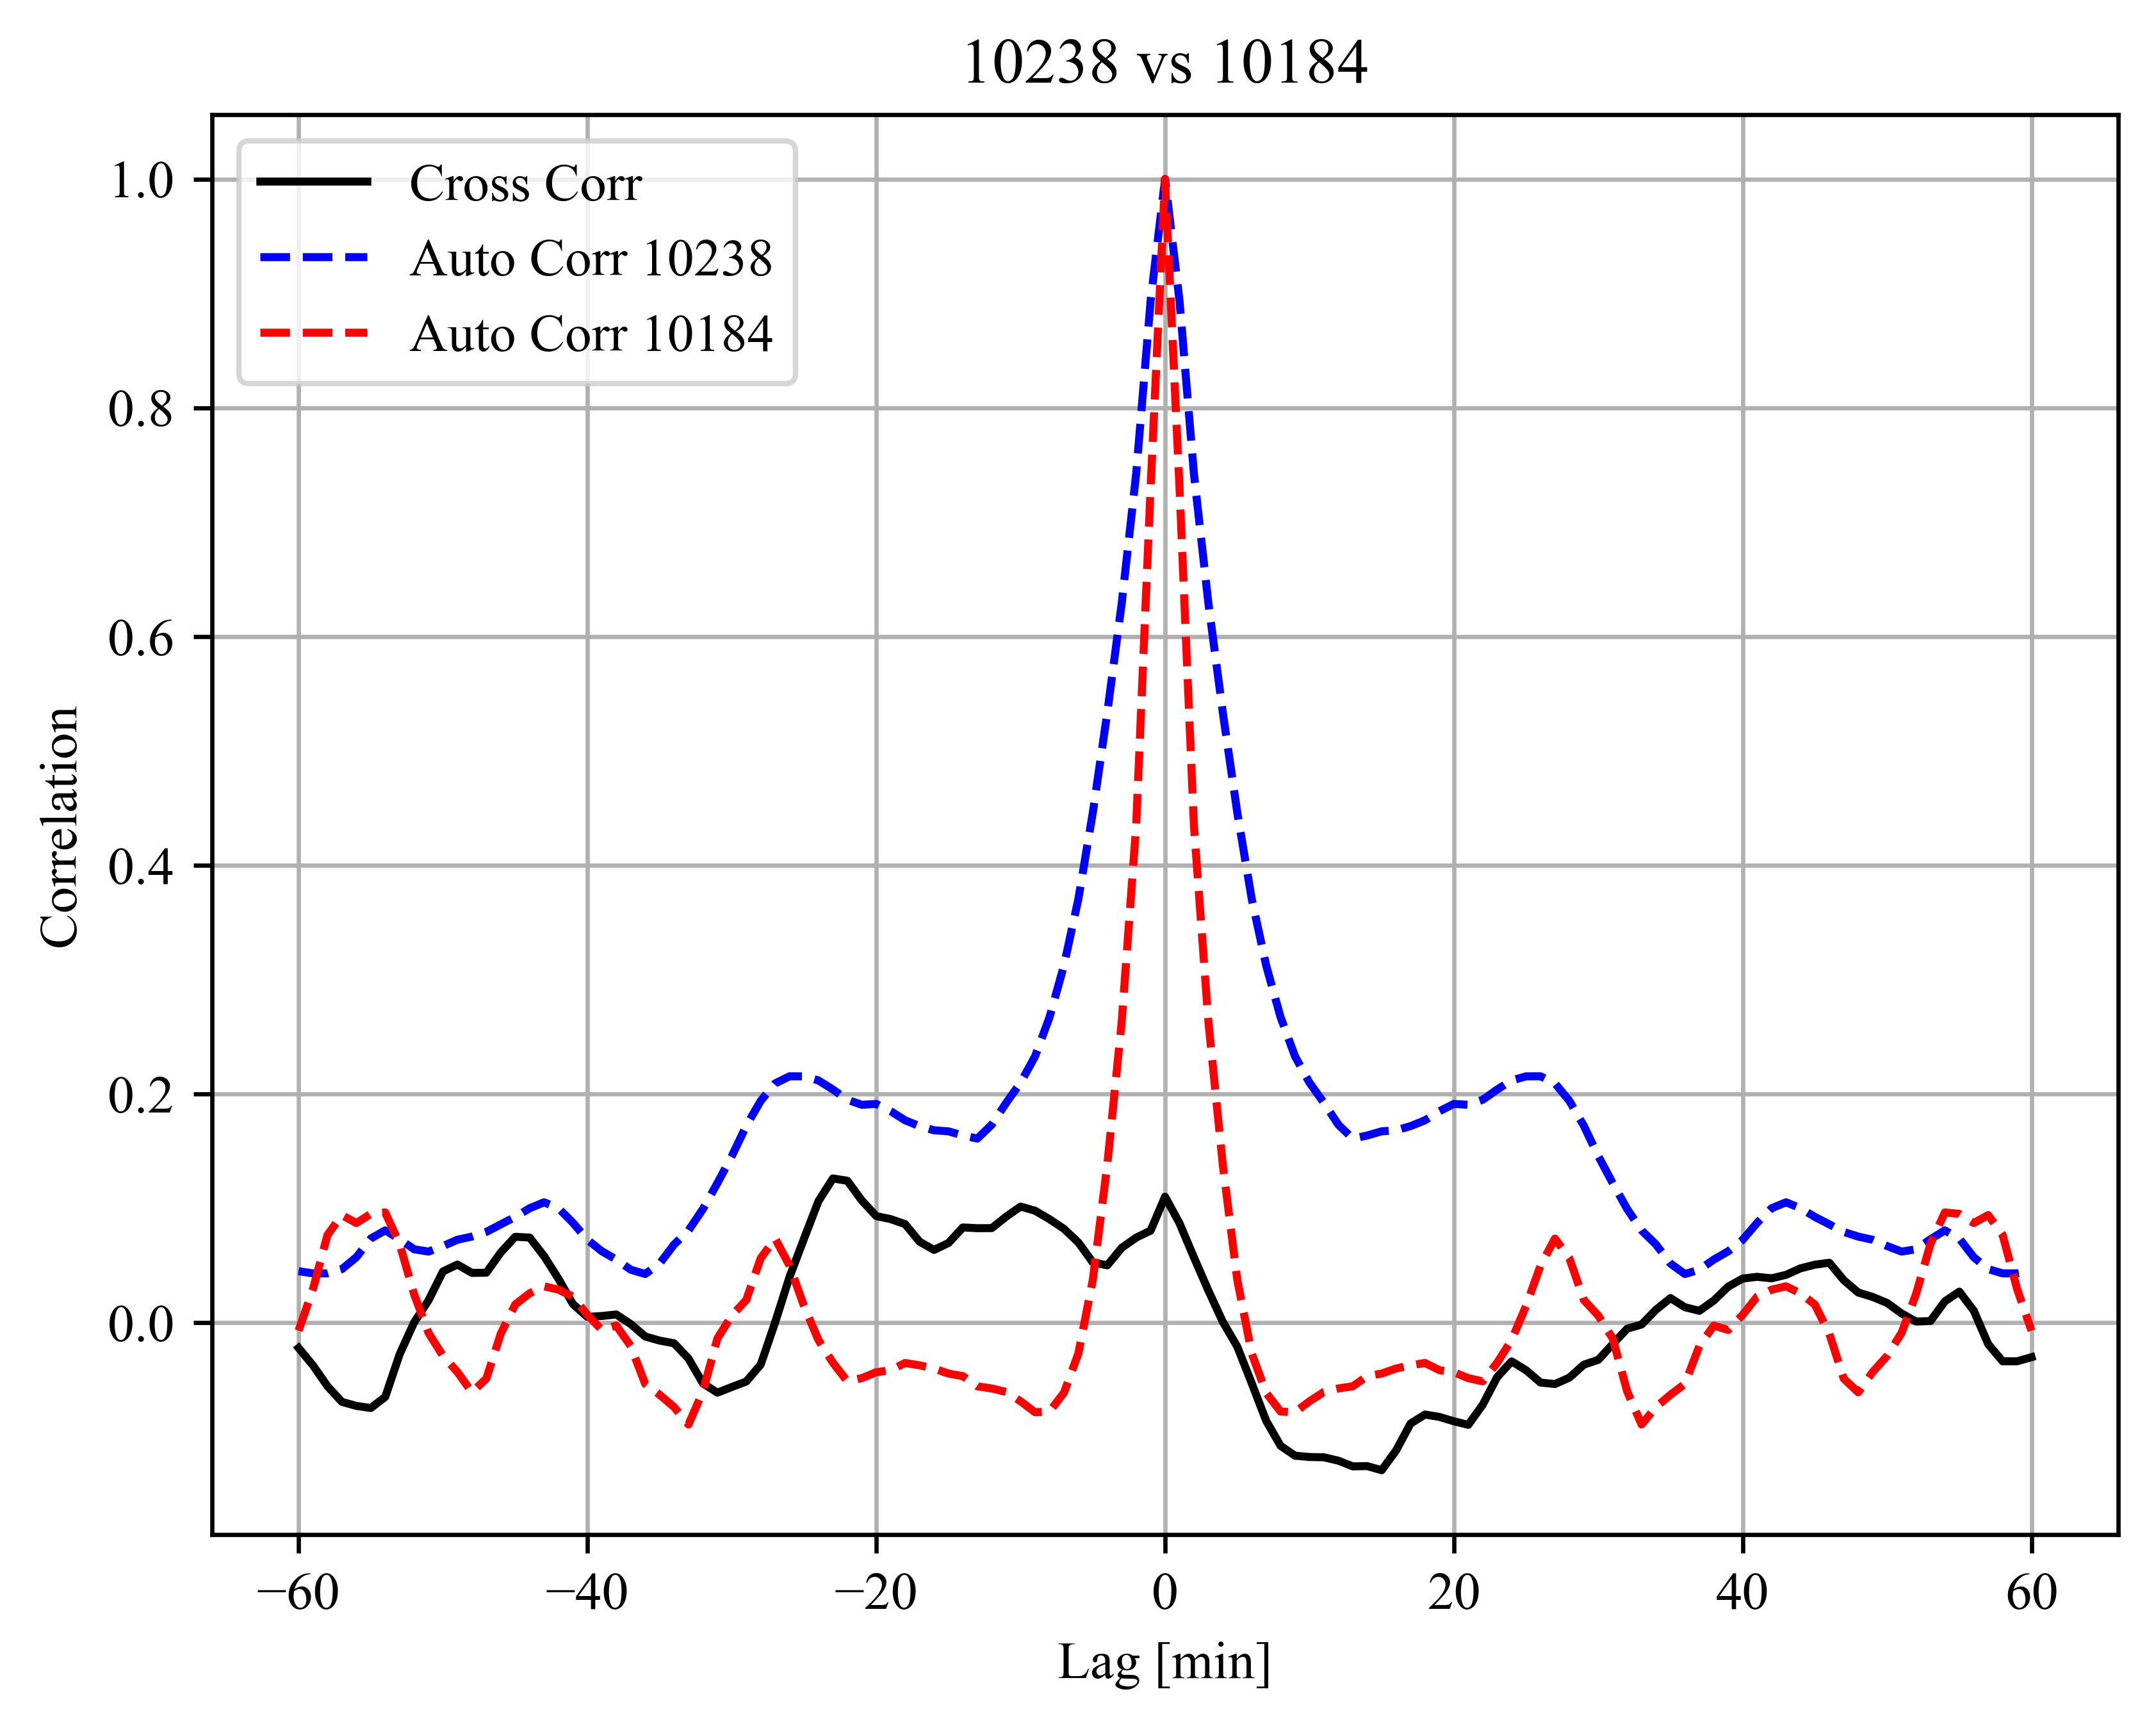 10238 vs 10184
Cross Corr
Auto Corr 10238
Auto Corr 10184
1.0
0.8
0.6
0.4
0.2
0.0
Correlation
−60 −40 −20 0 20 40 60
Lag [min]